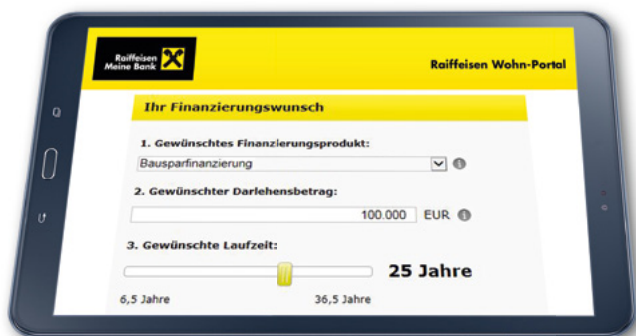 Raiffeisen
Meine Bank
Raiffeisen Wohn-Portal
Ihr Finanzierungswunsch
1. Gewünschtes Finanzierungsprodukt:
Bausparfinanzierung
2. Gewünschter Darlehensbetrag:
100.000 EUR
3. Gewünschte Laufzeit:
25 Jahre
6,5 Jahre 36,5 Jahre